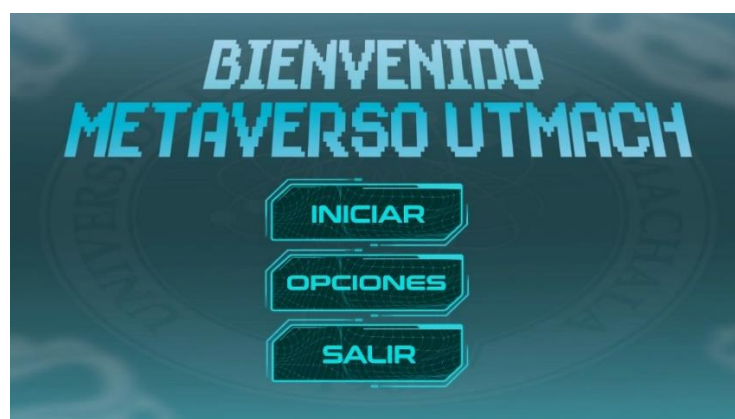 BIENVENIDO
METAVERSO UTMACH
INICIAR
OPCIONES
SALIR